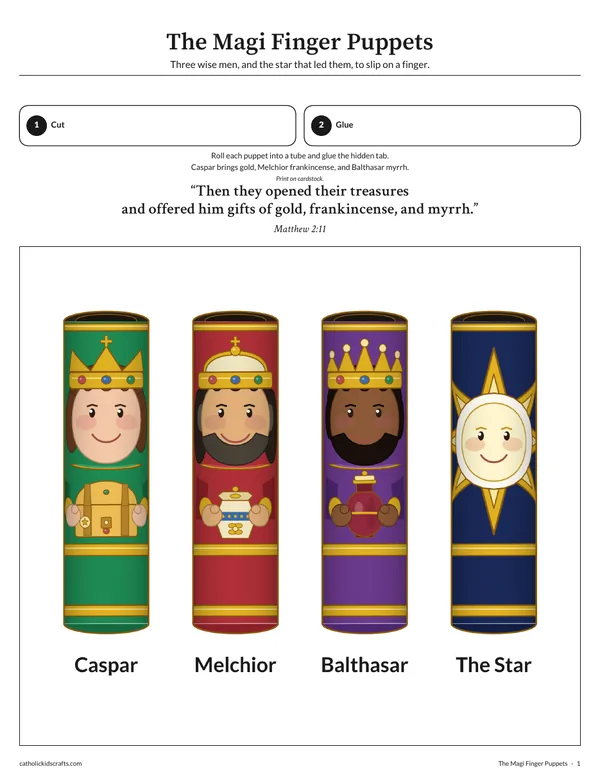 The Magi Finger Puppets
Three wise men, and the star that led them, to slip on a finger.
1 Cut
2 Glue
Roll each puppet into a tube and glue the hidden tab.
Caspar brings gold, Melchior frankincense, and Balthasar myrrh.
Print on cardstock.
“Then they opened their treasures
and offered him gifts of gold, frankincense, and myrrh.”
Matthew 2:11
Caspar
Melchior
Balthasar
The Star
catholickidscrafts.com
The Magi Finger Puppets - 1